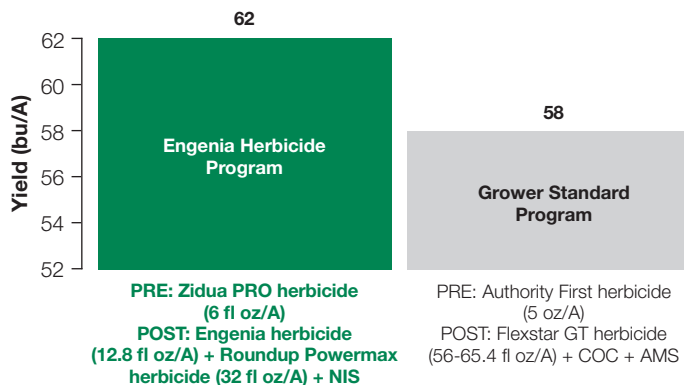 62
62
60
58
56
54
52
Yield (bu/A)
Engenia Herbicide
Program
58
Grower Standard
Program
PRE: Zidua PRO herbicide
(6 fl oz/A)
POST: Engenia herbicide
(12.8 fl oz/A) + Roundup Powermax
herbicide (32 fl oz/A) + NIS
PRE: Authority First herbicide
(5 oz/A)
POST: Flexstar GT herbicide
(56-65.4 fl oz/A) + COC + AMS